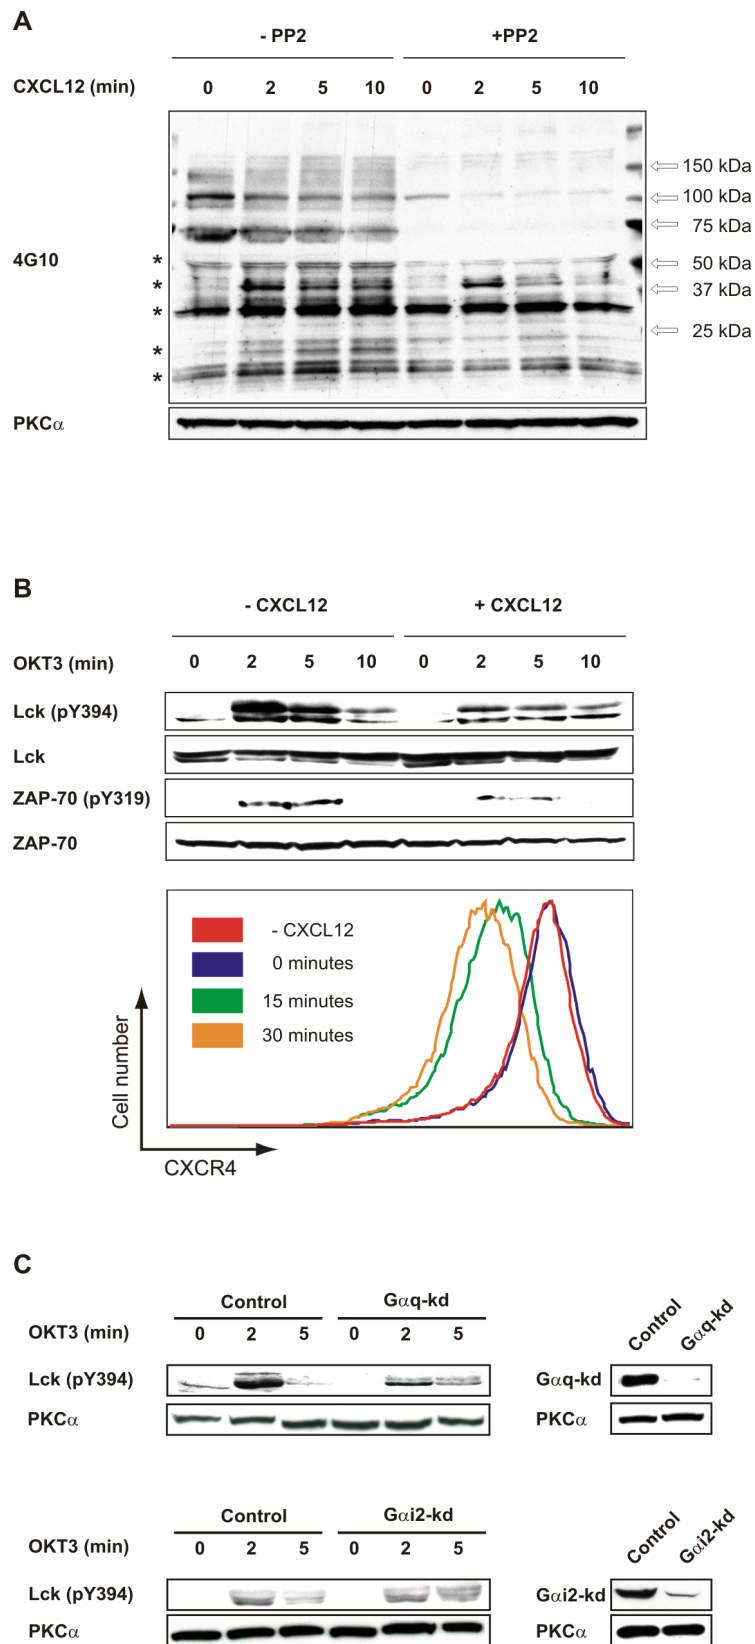 A
- PP2 +PP2
CXCL12 (min) 0 2 5 10 0 2 5 10
150 kDa
100 kDa
75 kDa
4G10 * 50 kDa
* 37 kDa
*
25 kDa
*
*
PKCα
B
- CXCL12 + CXCL12
OKT3 (min) 0 2 5 10 0 2 5 10
Lck (pY394)
Lck
ZAP-70 (pY319)
ZAP-70
- CXCL12
0 minutes
15 minutes
30 minutes
Cell number
CXCR4
C
Control Gαq-kd
OKT3 (min) 0 2 5 0 2 5
Control Gαq-kd
Lck (pY394) Gαq-kd
PKCα PKCα
Control Gαi2-kd
OKT3 (min) 0 2 5 0 2 5
Control Gαi2-kd
Lck (pY394) Gαi2-kd
PKCα PKCα